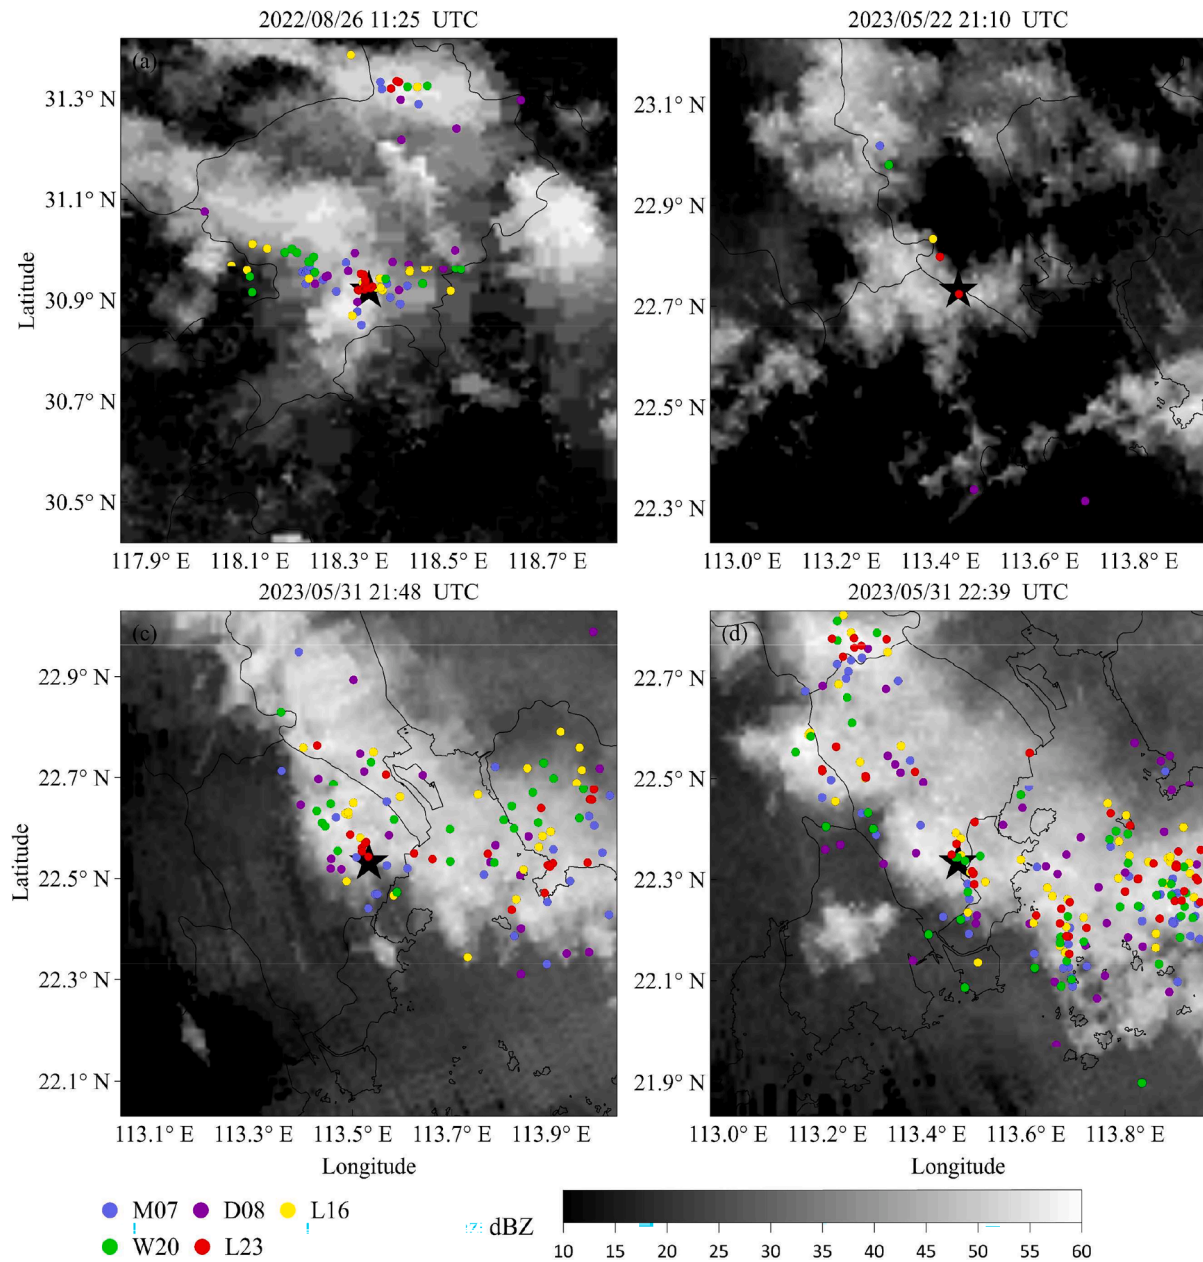 2022/08/26 11:25 UTC
2023/05/22 21:10 UTC
(a)
31.3° N
31.1° N
30.9° N
30.7° N
30.5° N
Latitude
23.1° N
22.9° N
22.7° N
22.5° N
22.3° N
117.9° E 118.1° E 118.3° E 118.5° E 118.7° E
113.0° E 113.2° E 113.4° E 113.6° E 113.8° E
2023/05/31 21:48 UTC
2023/05/31 22:39 UTC
(c)
(d)
22.9° N
22.7° N
22.5° N
22.3° N
22.1° N
Latitude
22.7° N
22.5° N
22.3° N
22.1° N
21.9° N
113.1° E 113.3° E 113.5° E 113.7° E 113.9° E
113.0° E 113.2° E 113.4° E 113.6° E 113.8° E
Longitude
Longitude
M07 D08 L16
W20 L23
dBZ
10 15 20 25 30 35 40 45 50 55 60